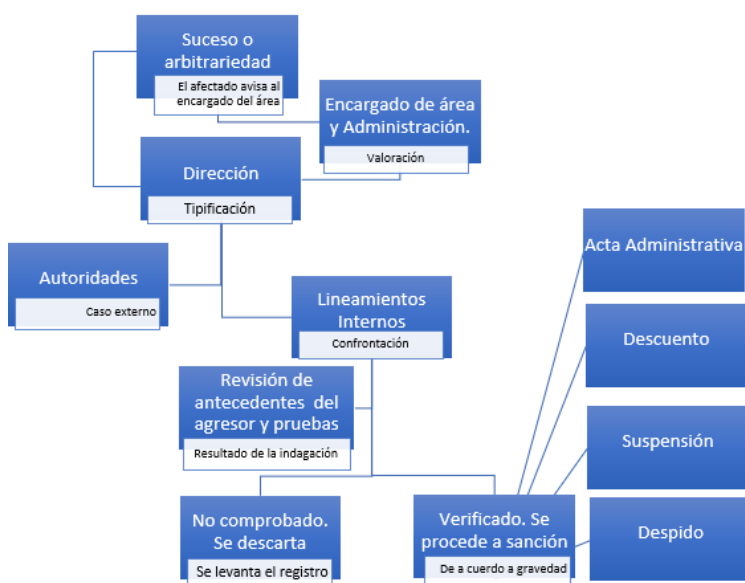 Suceso o
arbitrariedad
El afectado avisa al
encargado del área
Encargado de área
y Administración.
Valoración
Dirección
Tipificación
Autoridades
Caso externo
Lineamientos
Internos
Confrontación
Revisión de
antecedentes del
agresor y pruebas
Resultado de la indagación
No comprobado.
Se descarta
Se levanta el registro
Verificado. Se
procede a sanción
De a cuerdo a gravedad
Acta Administrativa
Descuento
Suspensión
Despido